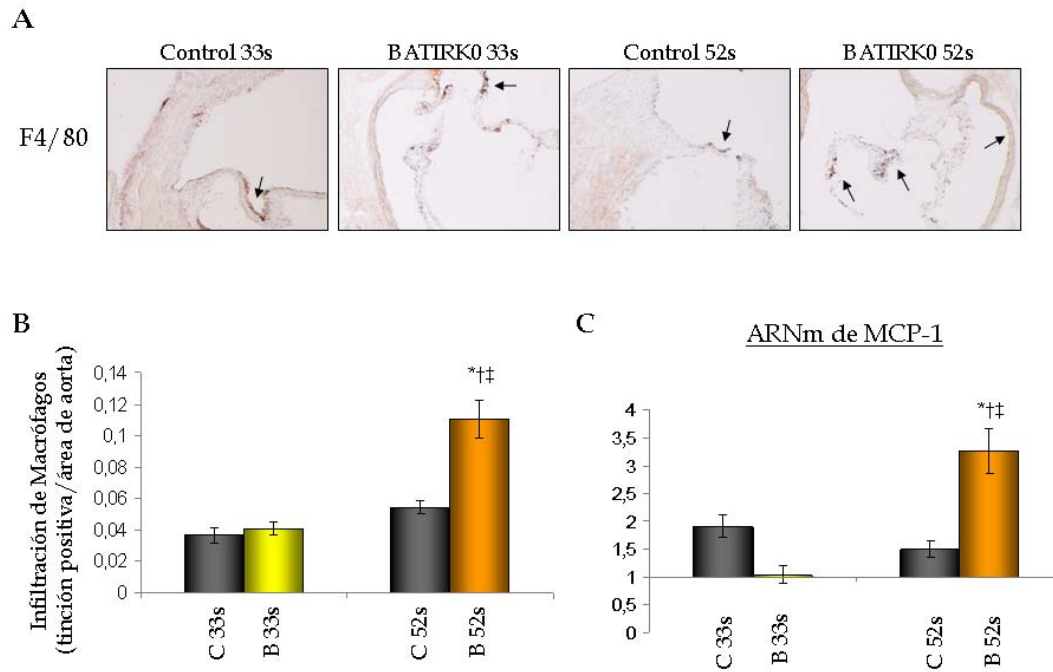 A
Control 33s
BATIRK0 33s
Control 52s
BATIRK0 52s
F4/80
B
Infiltración de Macrófagos
(tinción positiva/área de aorta)
0,14
0,12
0,1
0,08
0,06
0,04
0,02
0
*†‡
C 33s
B 33s
C 52s
B 52s
C
ARNm de MCP-1
4
3,5
3
2,5
2
1,5
1
0,5
0
*†‡
C 33s
B 33s
C 52s
B 52s